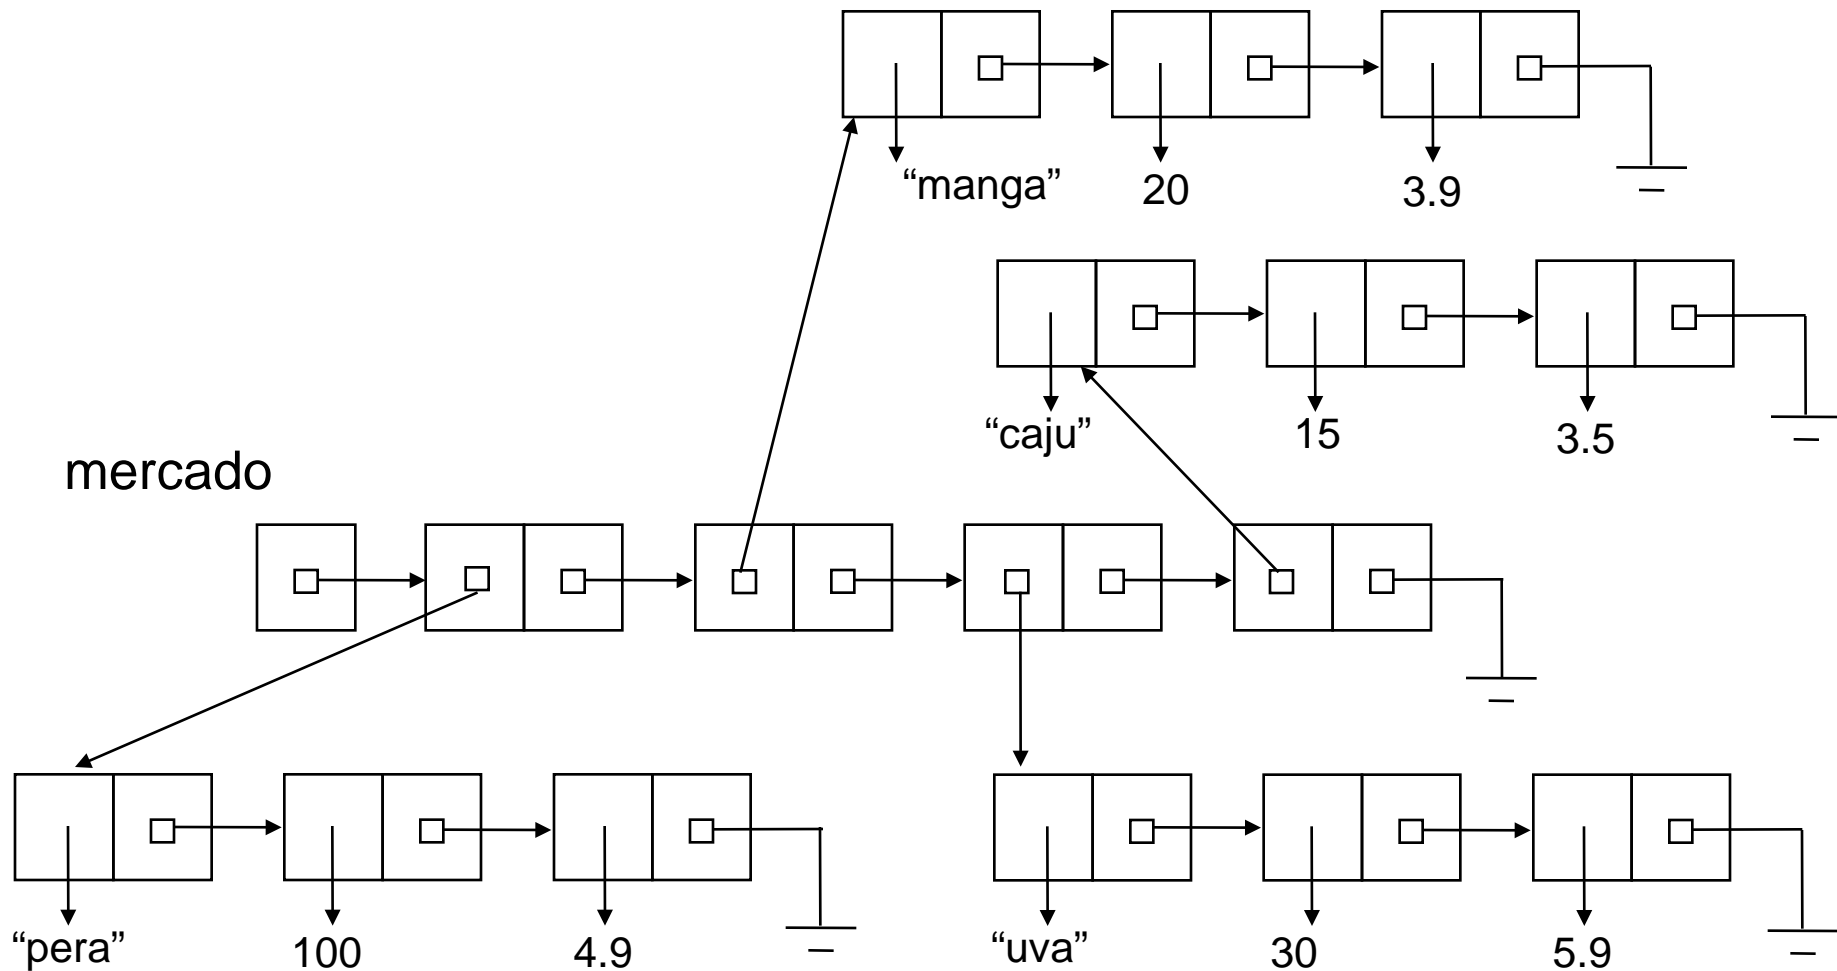 “manga” 20 3.9
“caju” 15 3.5
mercado
“pera” 100 4.9 “uva” 30 5.9